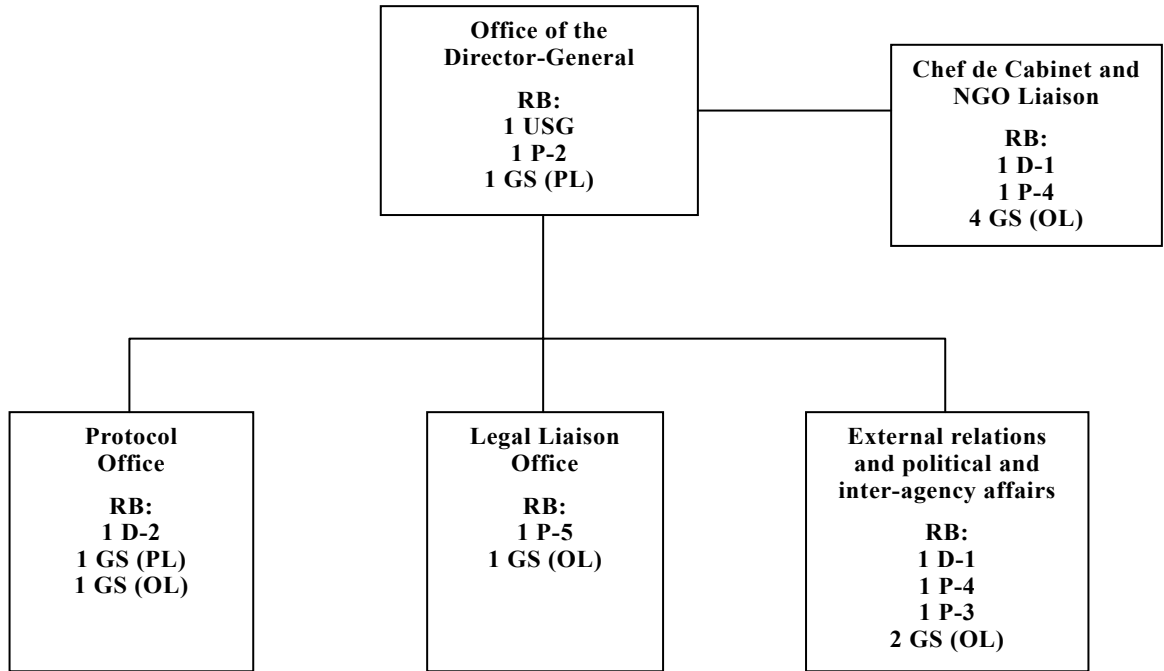 Office of the
Director-General
RB:
1 USG
1 P-2
1 GS (PL)
Chef de Cabinet and
NGO Liaison
RB:
1 D-1
1 P-4
4 GS (OL)
Protocol
Office
RB:
1 D-2
1 GS (PL)
1 GS (OL)
Legal Liaison
Office
RB:
1 P-5
1 GS (OL)
External relations
and political and
inter-agency affairs
RB:
1 D-1
1 P-4
1 P-3
2 GS (OL)